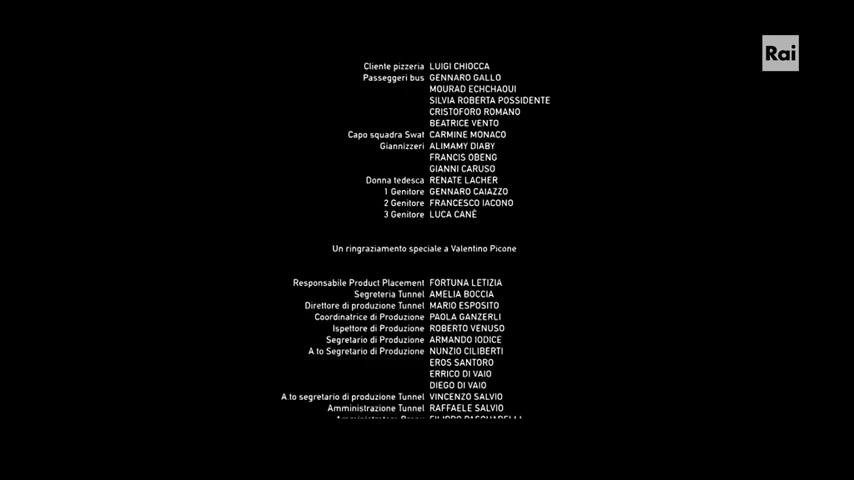 Rai
Cliente pizzeria LUIGI CHIOCCA
Passeggeri bus GENNARO GALLO
MOURAD ECHCHAOUI
SILVIA ROBERTA POSSIDENTE
CRISTOFORO ROMANO
BEATRICE VENTO
Capo squadra Swat CARMINE MONACO
Giannizzeri ALIMAMY DIABY
FRANCIS OBENG
GIANNI CARUSO
Donna tedesca RENATE LACHER
1 Genitore GENNARO CAIAZZO
2 Genitore FRANCESCO IACONO
3 Genitore LUCA CANÈ
Un ringraziamento speciale a Valentino Picone
Responsabile Product Placement FORTUNA LETIZIA
Segreteria Tunnel AMELIA BOCCIA
Direttore di produzione Tunnel MARIO ESPOSITO
Coordinatrice di Produzione PAOLA GANZERLI
Ispettore di Produzione ROBERTO VENUSO
Segretario di Produzione ARMANDO IODICE
A.to Segretario di Produzione NUNZIO CILIBERTI
EROS SANTORO
ERRICO DI VAIO
DIEGO DI VAIO
A.to segretario di produzione Tunnel VINCENZO SALVIO
Amministrazione Tunnel RAFFAELE SALVIO